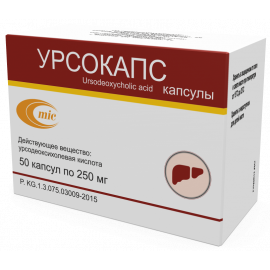 УРСОКАПС
Ursodeoxycholic acid
капсулы
mic
Действующее вещество:
урсодеоксихолевая кислота
50 капсул по 250 мг
P. KG.1.3.075.03009-2015